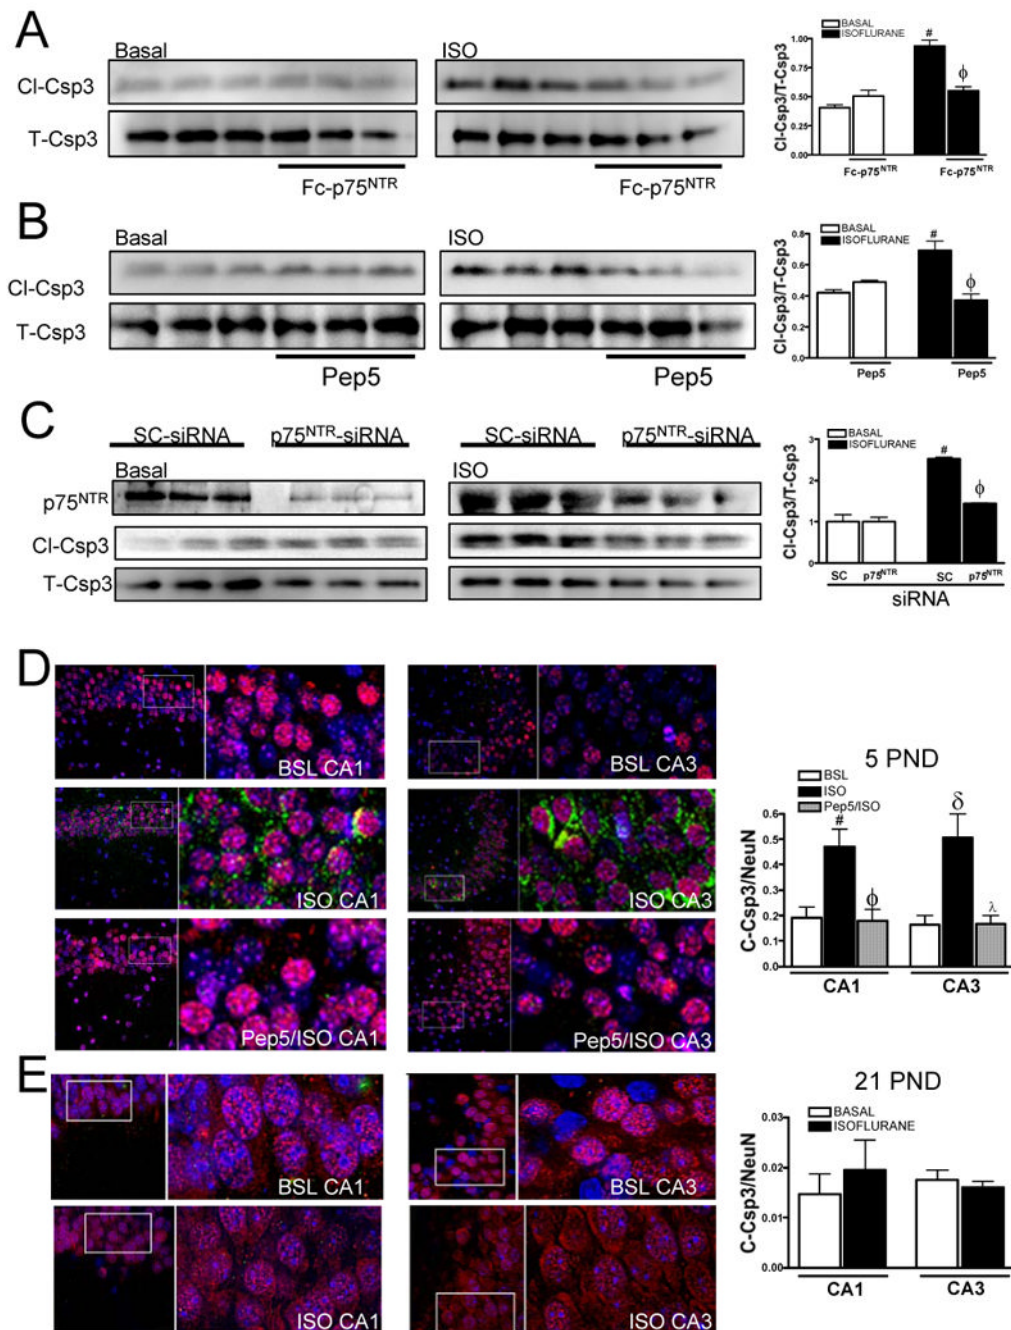 A
Basal
ISO
Cl-Csp3
T-Csp3
Fc-p75NTR
Fc-p75NTR
BASAL
ISOFLURANE
Cl-Csp3/T-Csp3
1.00
0.75
0.50
0.25
0.00
#
ϕ
Fc-p75NTR
Fc-p75NTR
B
Basal
ISO
Cl-Csp3
T-Csp3
Pep5
Pep5
BASAL
ISOFLURANE
Cl-Csp3/T-Csp3
0.8
0.6
0.4
0.2
0.0
#
ϕ
Pep5
Pep5
C
SC-siRNA
p75NTR-siRNA
SC-siRNA
p75NTR-siRNA
Basal
ISO
p75NTR
Cl-Csp3
T-Csp3
BASAL
ISOFLURANE
Cl-Csp3/T-Csp3
3
2
1
0
#
ϕ
SC
p75NTR
SC
p75NTR
siRNA
D
BSL CA1
BSL CA3
ISO CA1
ISO CA3
Pep5/ISO CA1
Pep5/ISO CA3
5 PND
BSL
ISO
Pep5/ISO
C-Csp3/NeuN
0.6
0.5
0.4
0.3
0.2
0.1
0.0
#
ϕ
δ
λ
CA1
CA3
E
BSL CA1
BSL CA3
ISO CA1
ISO CA3
21 PND
BASAL
ISOFLURANE
C-Csp3/NeuN
0.03
0.02
0.01
0.00
CA1
CA3